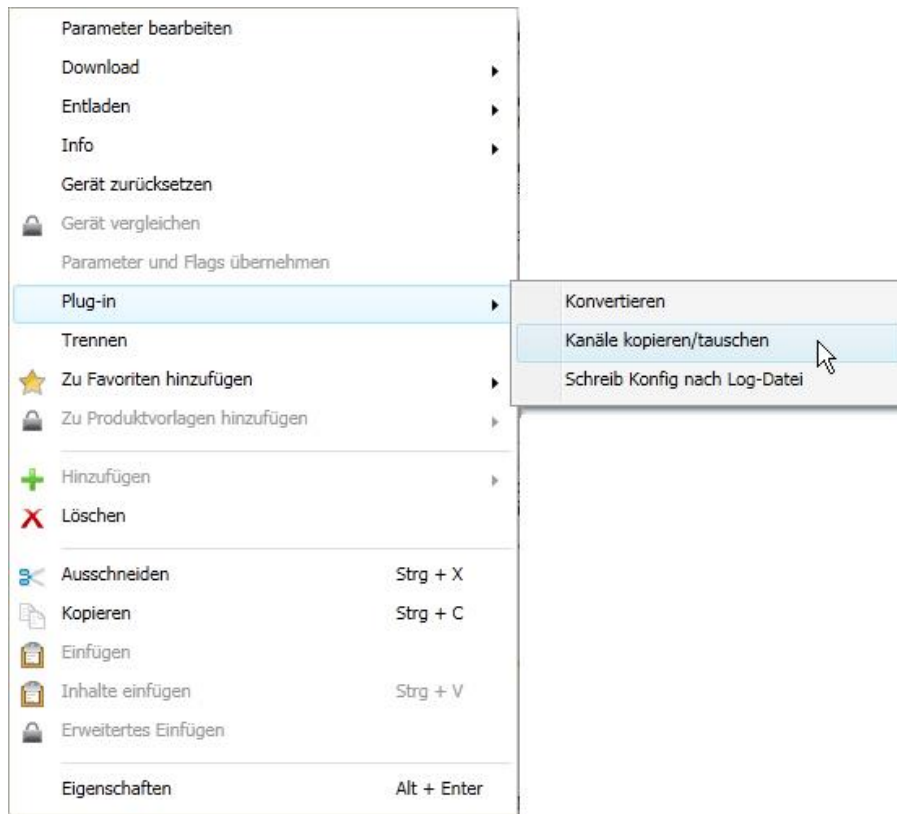 Parameter bearbeiten
Download
Entladen
Info
Gerät zurücksetzen
Gerät vergleichen
Parameter und Flags übernehmen
Plug-in
Konvertieren
Trennen
Kanäle kopieren/tauschen
Zu Favoriten hinzufügen
Schreib Konfig nach Log-Datei
Zu Produktvorlagen hinzufügen
Hinzufügen
Löschen
Ausschneiden Strg + X
Kopieren Strg + C
Einfügen
Inhalte einfügen Strg + V
Erweitertes Einfügen
Eigenschaften Alt + Enter